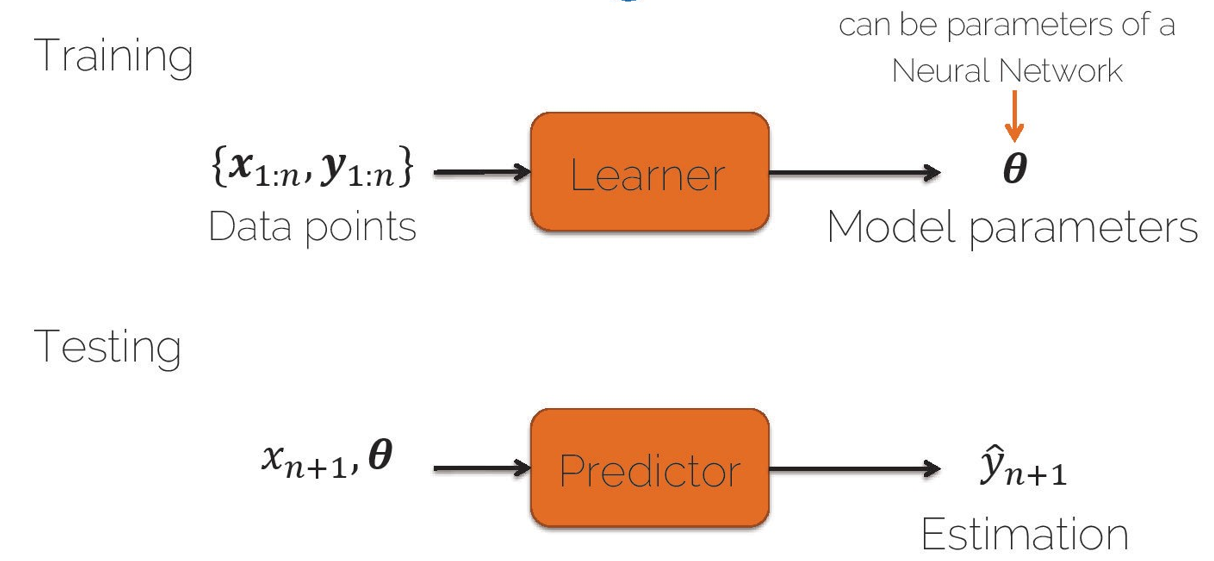 can be parameters of a
Neural Network
Training
{𝒙₁:ₙ, 𝒚₁:ₙ}
Learner
𝜽
Data points
Model parameters
Testing
xₙ₊₁, 𝜽
Predictor
ŷₙ₊₁
Estimation